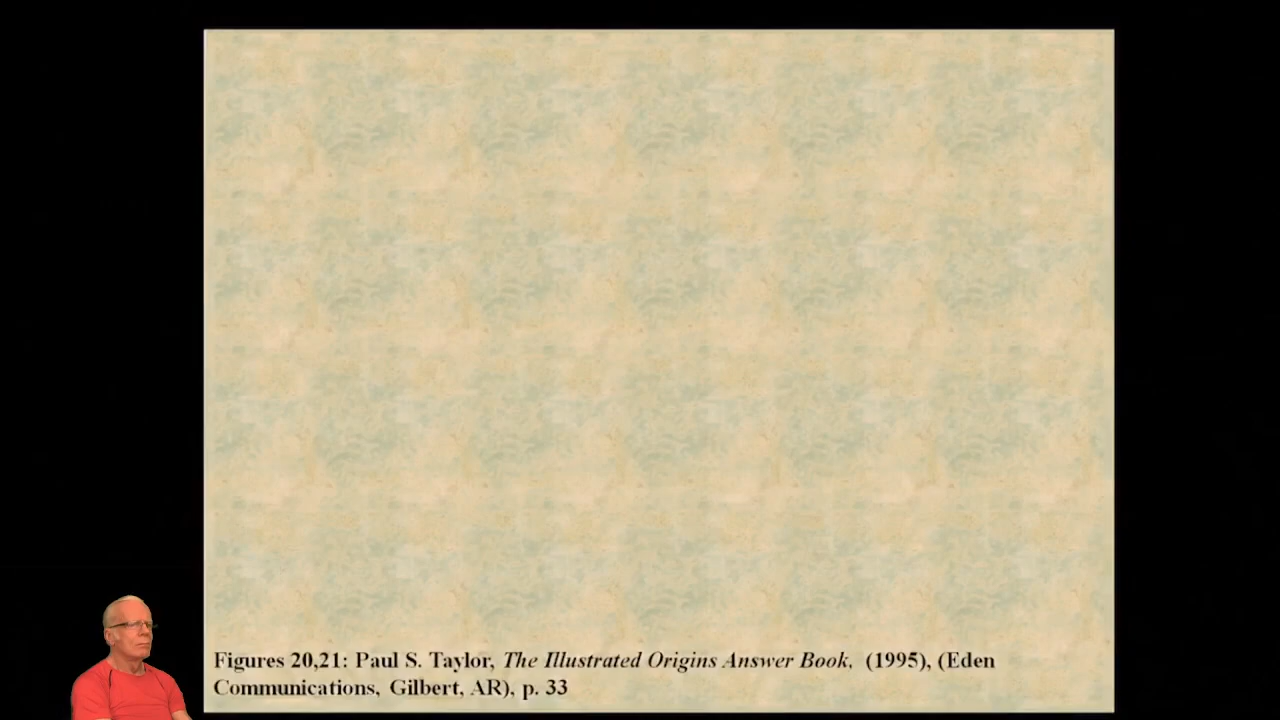 Figures 20,21: Paul S. Taylor, The Illustrated Origins Answer Book, (1995), (Eden
Communications, Gilbert, AR), p. 33